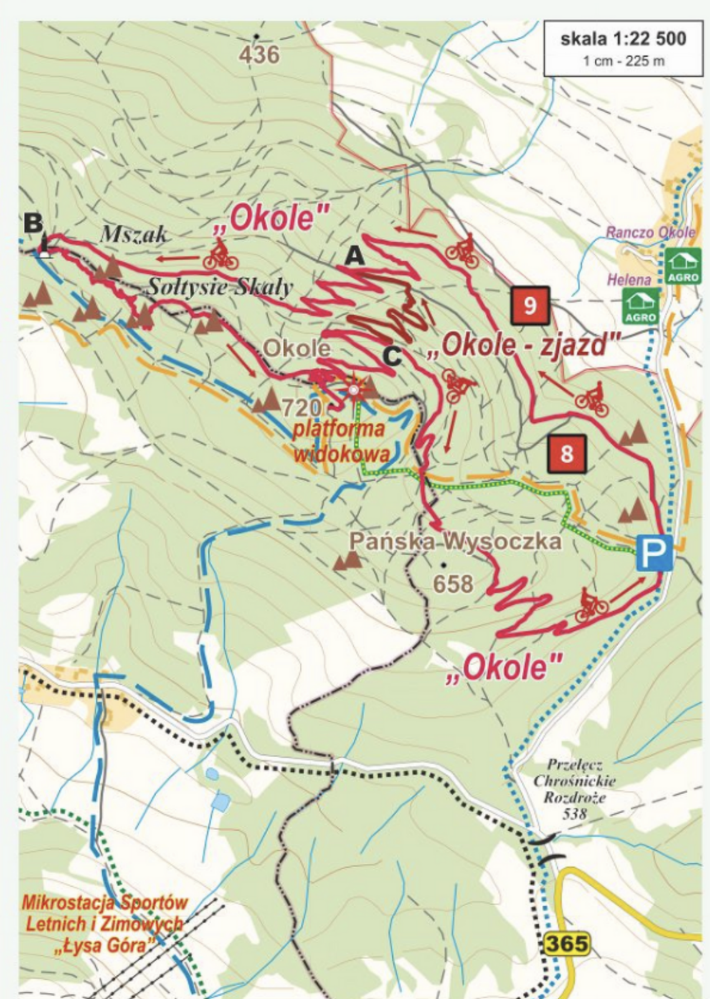 skala 1:22 500
1 cm - 225 m
436
B
Mszak
„Okole"
Ranczo Okole
AGRO
A
Sołtysie Skały
Helena
AGRO
9
Okole
C
„Okole - zjazd"
720
platforma
widokowa
8
Pańska Wysoczka
P
658
„Okole"
Przełęcz
Chrośnickie
Rozdroże
538
Mikrostacja Sportów
Letnich i Zimowych
„Łysa Góra"
365